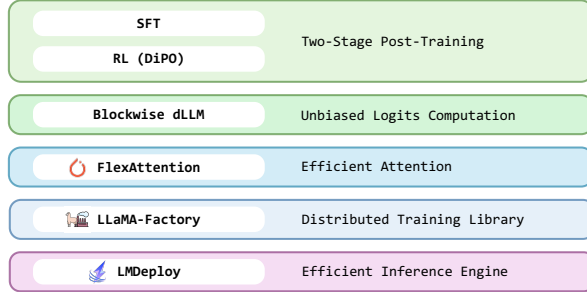 SFT
Two-Stage Post-Training
RL (DiPO)
Blockwise dLLM Unbiased Logits Computation
FlexAttention Efficient Attention
LLaMA-Factory Distributed Training Library
LMDeploy Efficient Inference Engine